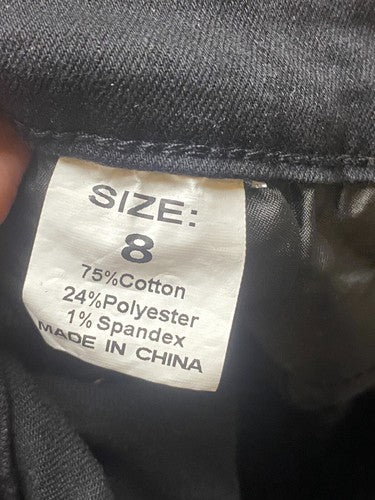 SIZE:
8
75%Cotton
24%Polyester
1% Spandex
MADE IN CHINA